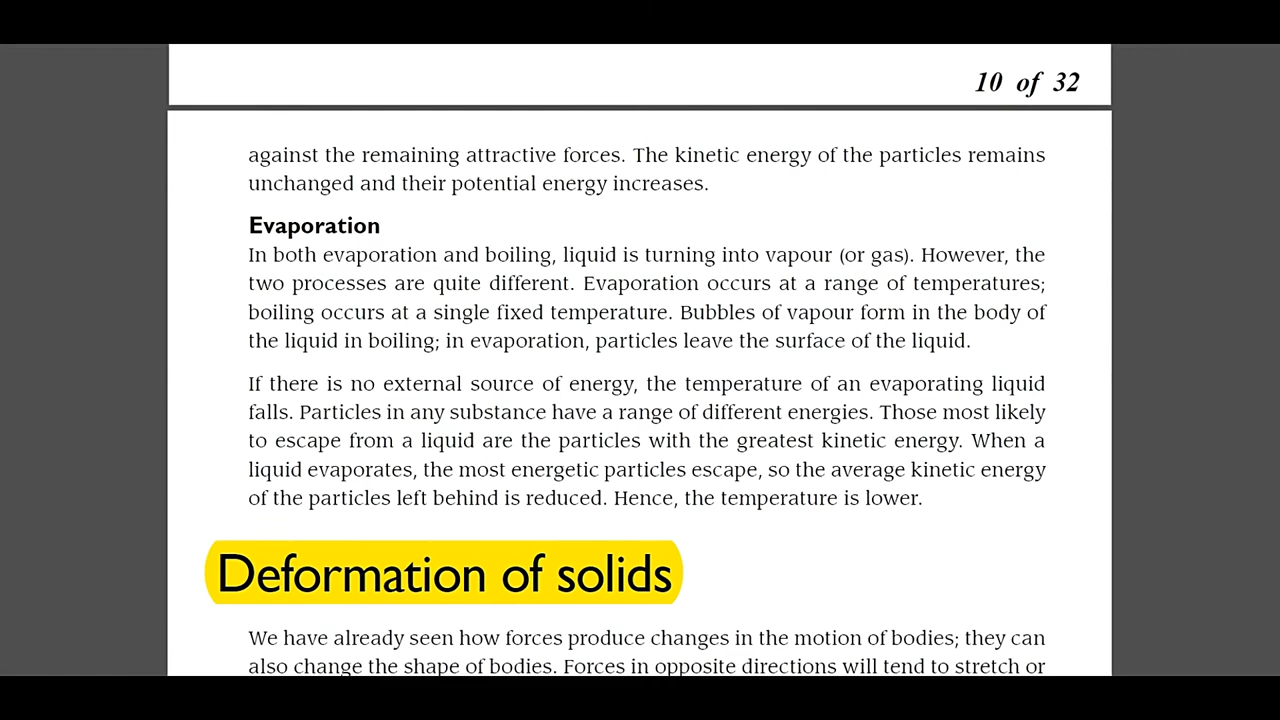 10 of 32
against the remaining attractive forces. The kinetic energy of the particles remains
unchanged and their potential energy increases.
Evaporation
In both evaporation and boiling, liquid is turning into vapour (or gas). However, the
two processes are quite different. Evaporation occurs at a range of temperatures;
boiling occurs at a single fixed temperature. Bubbles of vapour form in the body of
the liquid in boiling; in evaporation, particles leave the surface of the liquid.
If there is no external source of energy, the temperature of an evaporating liquid
falls. Particles in any substance have a range of different energies. Those most likely
to escape from a liquid are the particles with the greatest kinetic energy. When a
liquid evaporates, the most energetic particles escape, so the average kinetic energy
of the particles left behind is reduced. Hence, the temperature is lower.
Deformation of solids
We have already seen how forces produce changes in the motion of bodies; they can
also change the shape of bodies. Forces in opposite directions will tend to stretch or